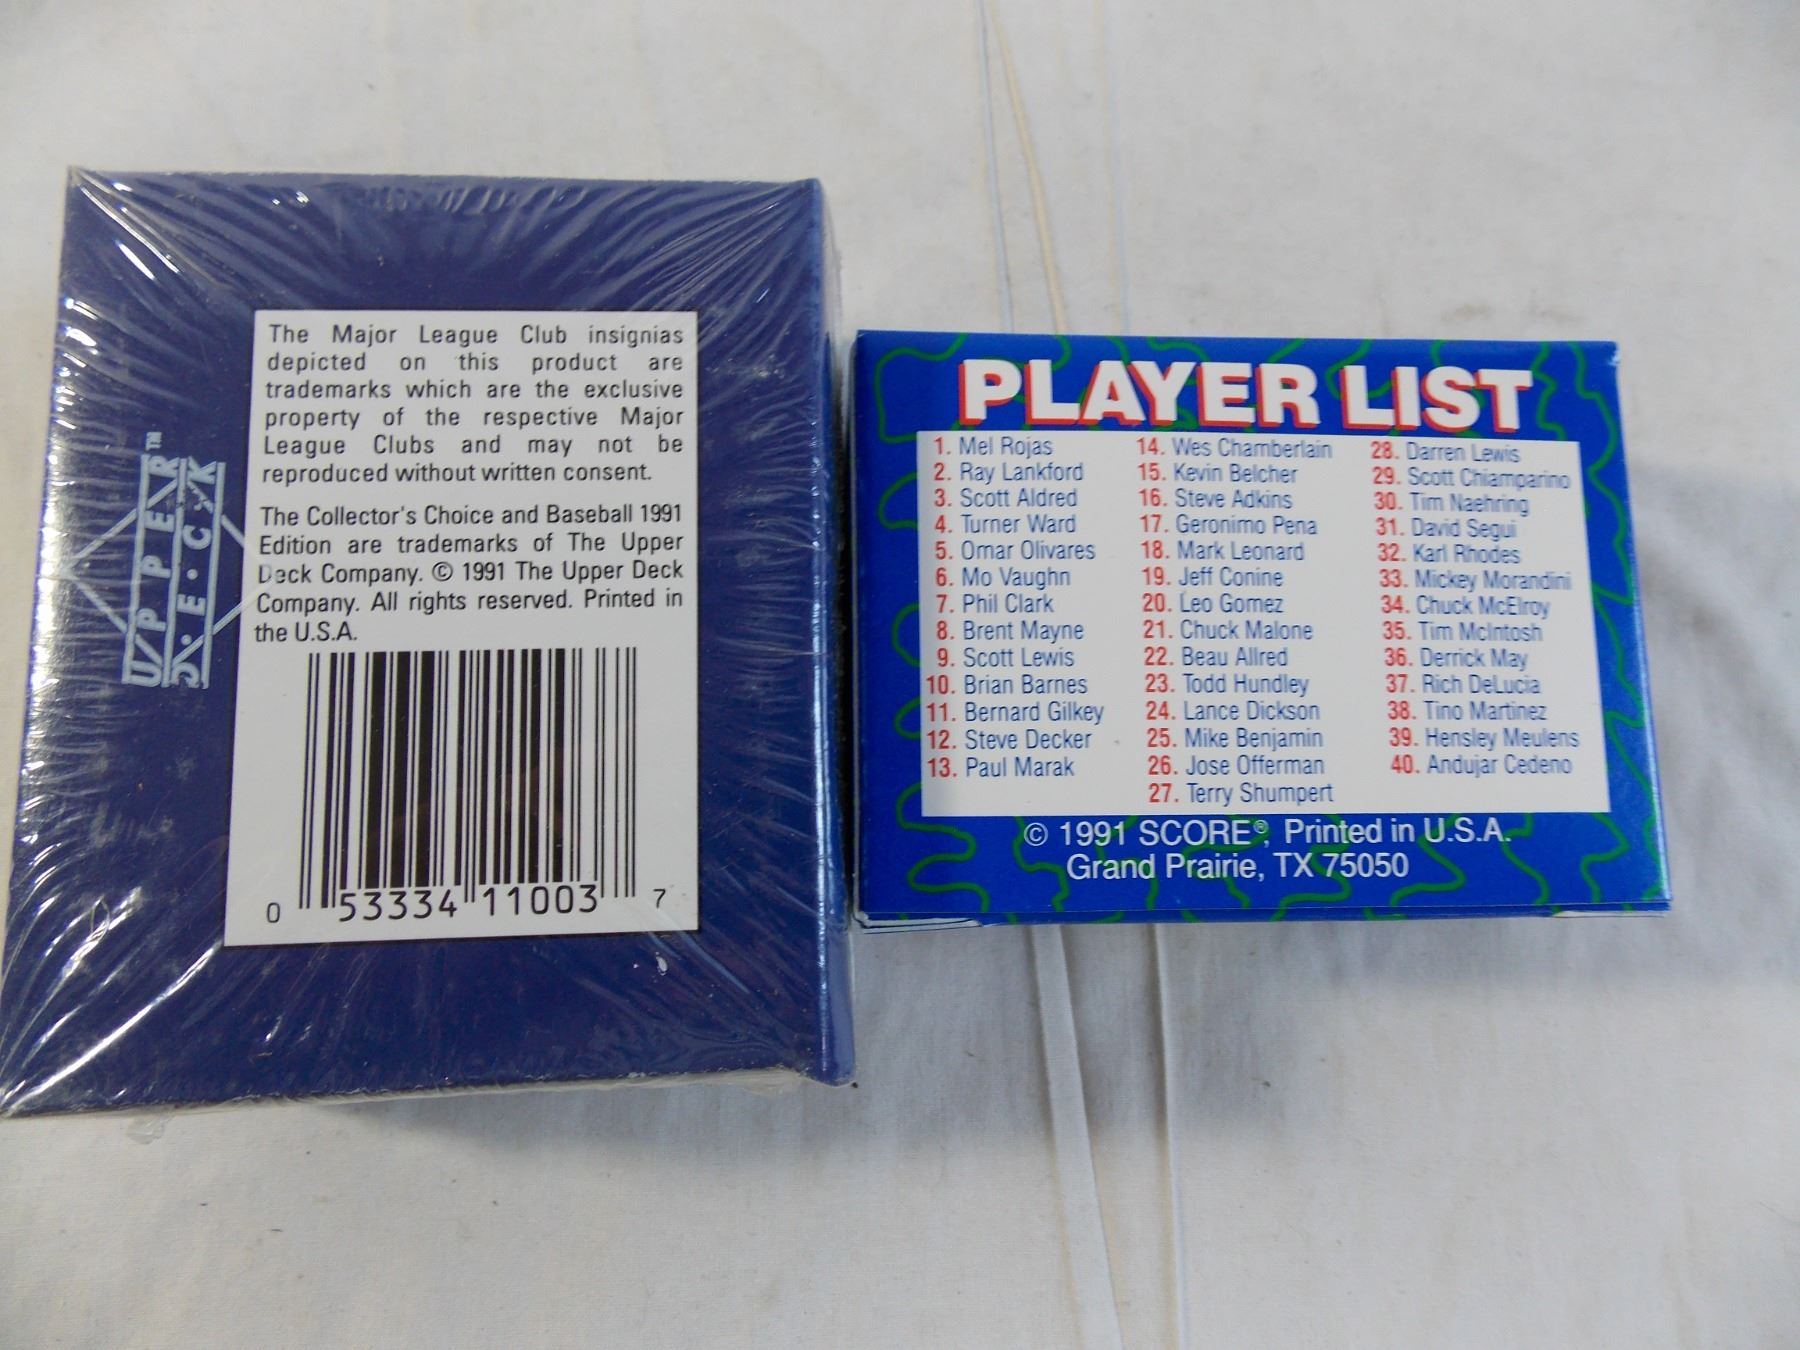 The Major League Club insignias
depicted on this product are
trademarks which are the exclusive
property of the respective Major
League Clubs and may not be
reproduced without written consent.
The Collector's Choice and Baseball 1991
Edition are trademarks of The Upper
Deck Company. © 1991 The Upper Deck
Company. All rights reserved. Printed in
the U.S.A.
0 53334 11003 7
UPPER™
DECK
PLAYER LIST
1. Mel Rojas
2. Ray Lankford
3. Scott Aldred
4. Turner Ward
5. Omar Olivares
6. Mo Vaughn
7. Phil Clark
8. Brent Mayne
9. Scott Lewis
10. Brian Barnes
11. Bernard Gilkey
12. Steve Decker
13. Paul Marak
14. Wes Chamberlain
15. Kevin Belcher
16. Steve Adkins
17. Geronimo Pena
18. Mark Leonard
19. Jeff Conine
20. Leo Gomez
21. Chuck Malone
22. Beau Allred
23. Todd Hundley
24. Lance Dickson
25. Mike Benjamin
26. Jose Offerman
27. Terry Shumpert
28. Darren Lewis
29. Scott Chiamparino
30. Tim Naehring
31. David Segui
32. Karl Rhodes
33. Mickey Morandini
34. Chuck McElroy
35. Tim McIntosh
36. Derrick May
37. Rich DeLucia
38. Tino Martinez
39. Hensley Meulens
40. Andujar Cedeno
© 1991 SCORE®, Printed in U.S.A.
Grand Prairie, TX 75050